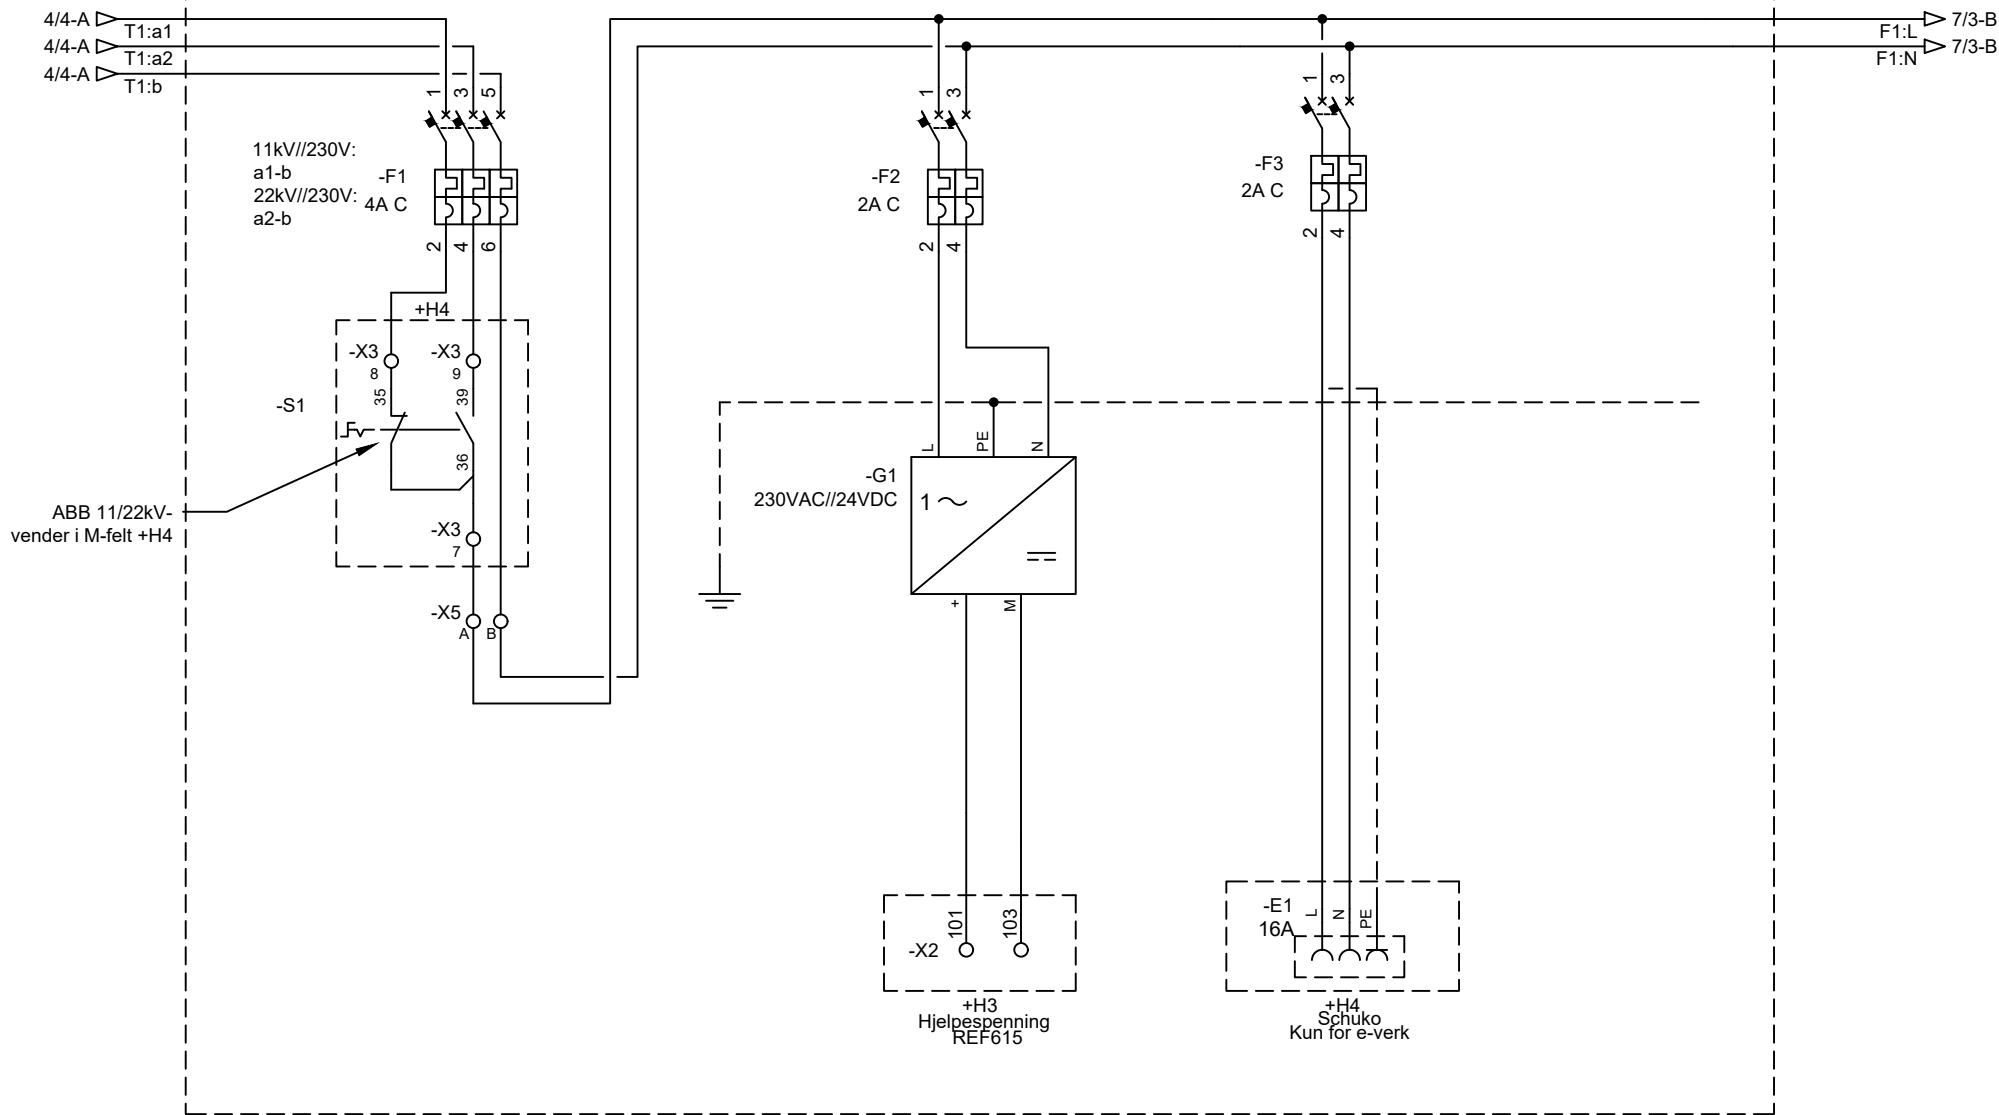 4/4-A
T1:a1
4/4-A
T1:a2
4/4-A
T1:b
7/3-B
F1:L
7/3-B
F1:N
1 3 5
11kV//230V:
a1-b
22kV//230V:
a2-b
-F1
4A C
2 4 6
1 3
-F2
2A C
2 4
1 3
-F3
2A C
2 4
+H4
-X3
8
-X3
9
35
39
-S1
36
-X3
7
ABB 11/22kV-
vender i M-felt +H4
-X5
A B
L PE N
-G1
230VAC//24VDC
1
+ M
101 103
-X2
+H3
Hjelpespenning
REF615
-E1
16A
L N PE
+H4
Schuko
Kun for e-verk